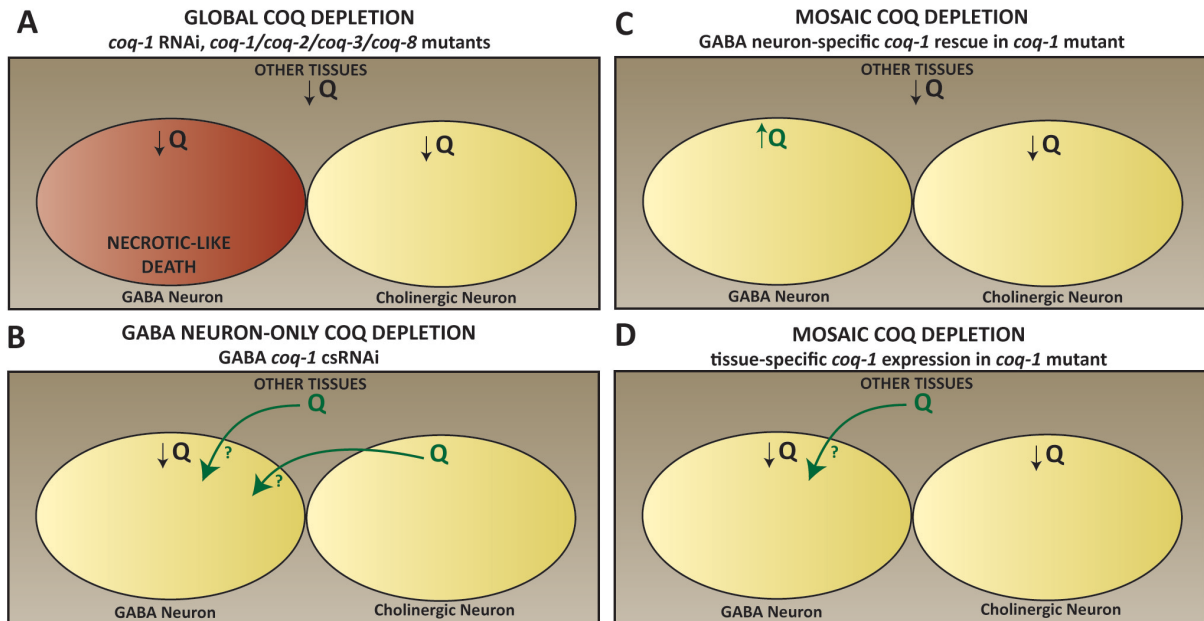 A
GLOBAL COQ DEPLETION
coq-1 RNAi, coq-1/coq-2/coq-3/coq-8 mutants
OTHER TISSUES
↓Q
↓Q
↓Q
NECROTIC-LIKE
DEATH
GABA Neuron
Cholinergic Neuron
B
GABA NEURON-ONLY COQ DEPLETION
GABA coq-1 csRNAi
OTHER TISSUES
Q
↓Q
?
Q
?
GABA Neuron
Cholinergic Neuron
C
MOSAIC COQ DEPLETION
GABA neuron-specific coq-1 rescue in coq-1 mutant
OTHER TISSUES
↓Q
↑Q
↓Q
GABA Neuron
Cholinergic Neuron
D
MOSAIC COQ DEPLETION
tissue-specific coq-1 expression in coq-1 mutant
OTHER TISSUES
Q
↓Q
?
↓Q
GABA Neuron
Cholinergic Neuron